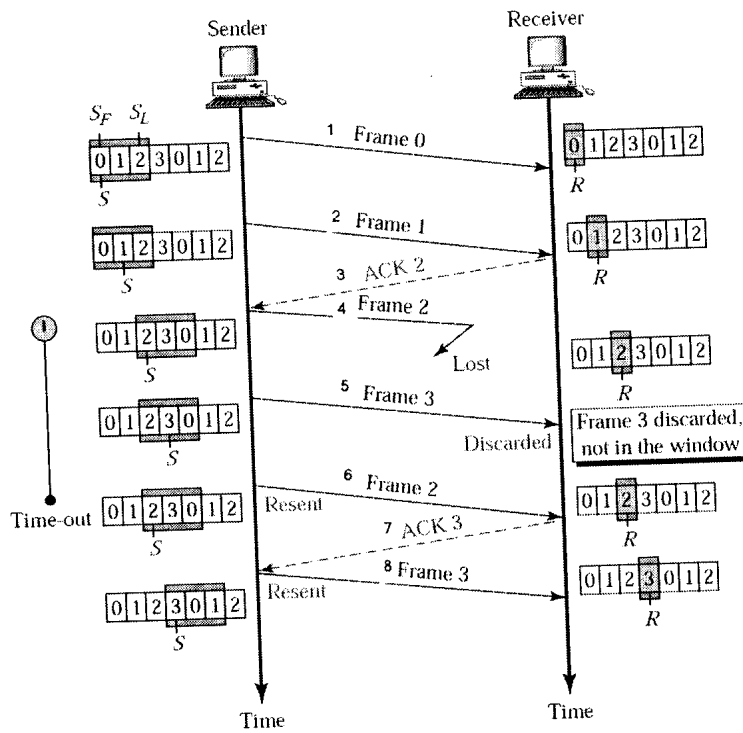 Sender
Receiver
S_F S_L
0 1 2 3 0 1 2
S
1 Frame 0
0 1 2 3 0 1 2
R
0 1 2 3 0 1 2
S
2 Frame 1
0 1 2 3 0 1 2
R
3 ACK 2
4 Frame 2
Lost
0 1 2 3 0 1 2
S
0 1 2 3 0 1 2
R
0 1 2 3 0 1 2
S
5 Frame 3
Discarded
Frame 3 discarded,
not in the window
Time-out
0 1 2 3 0 1 2
S
6 Frame 2
Resent
0 1 2 3 0 1 2
R
7 ACK 3
8 Frame 3
Resent
0 1 2 3 0 1 2
S
0 1 2 3 0 1 2
R
Time
Time